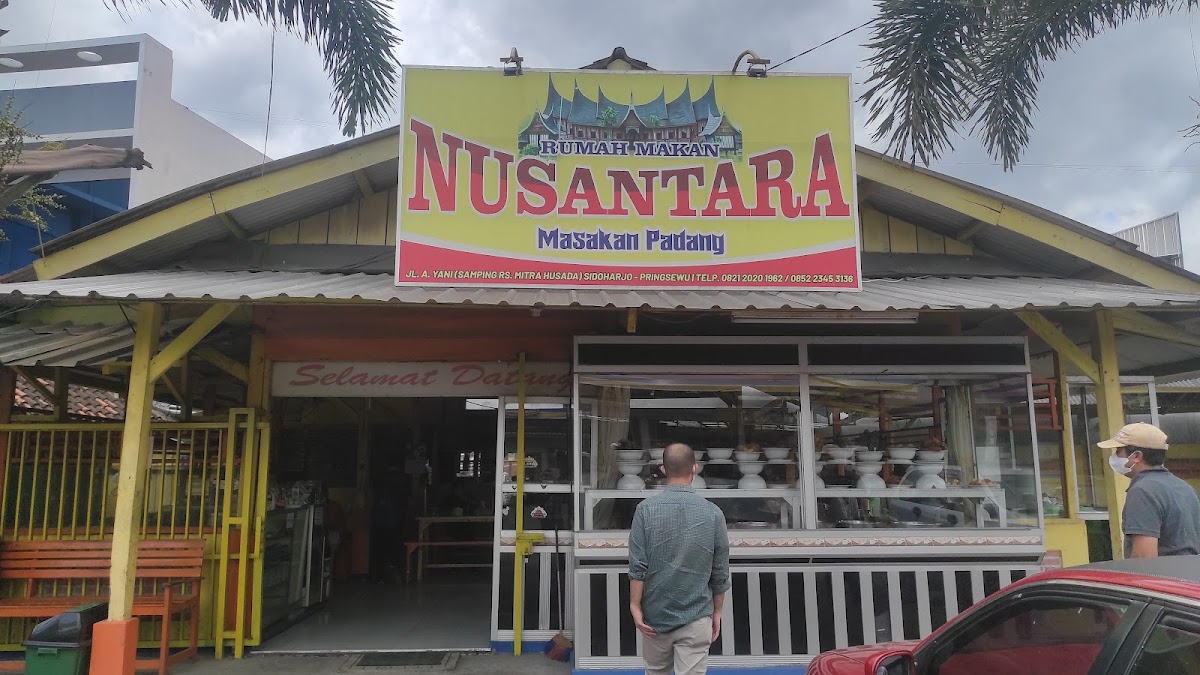 RUMAH MAKAN
NUSANTARA
Masakan Padang
JL. A. YANI (SAMPING RS. MITRA HUSADA) SIDOHARJO - PRINGSEWU | TELP. 0821 2020 1962 / 0852 2345 3136
Selamat Datang